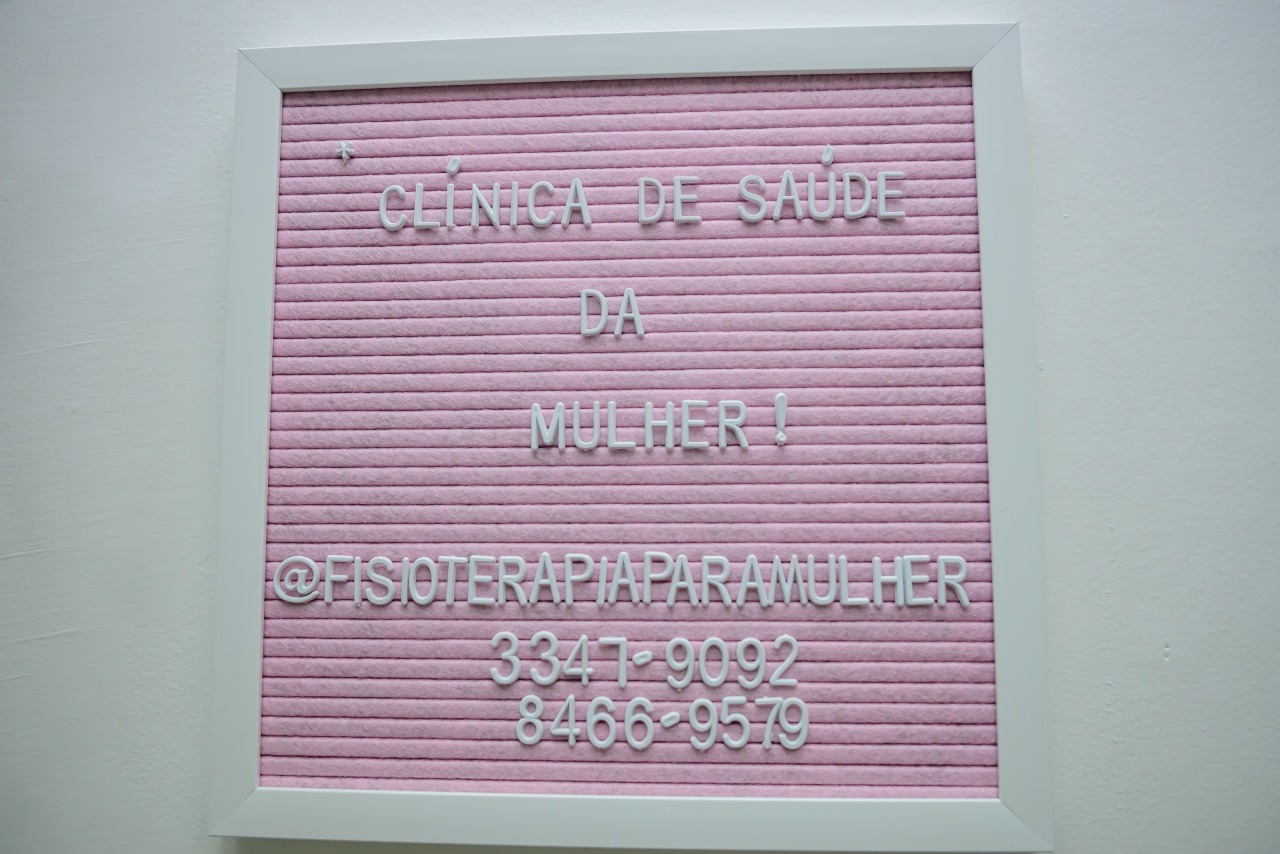 * CLÍNICA DE SAÚDE
DA
MULHER!
@FISIOTERAPIAPARAMULHER
3347-9092
8466-9579